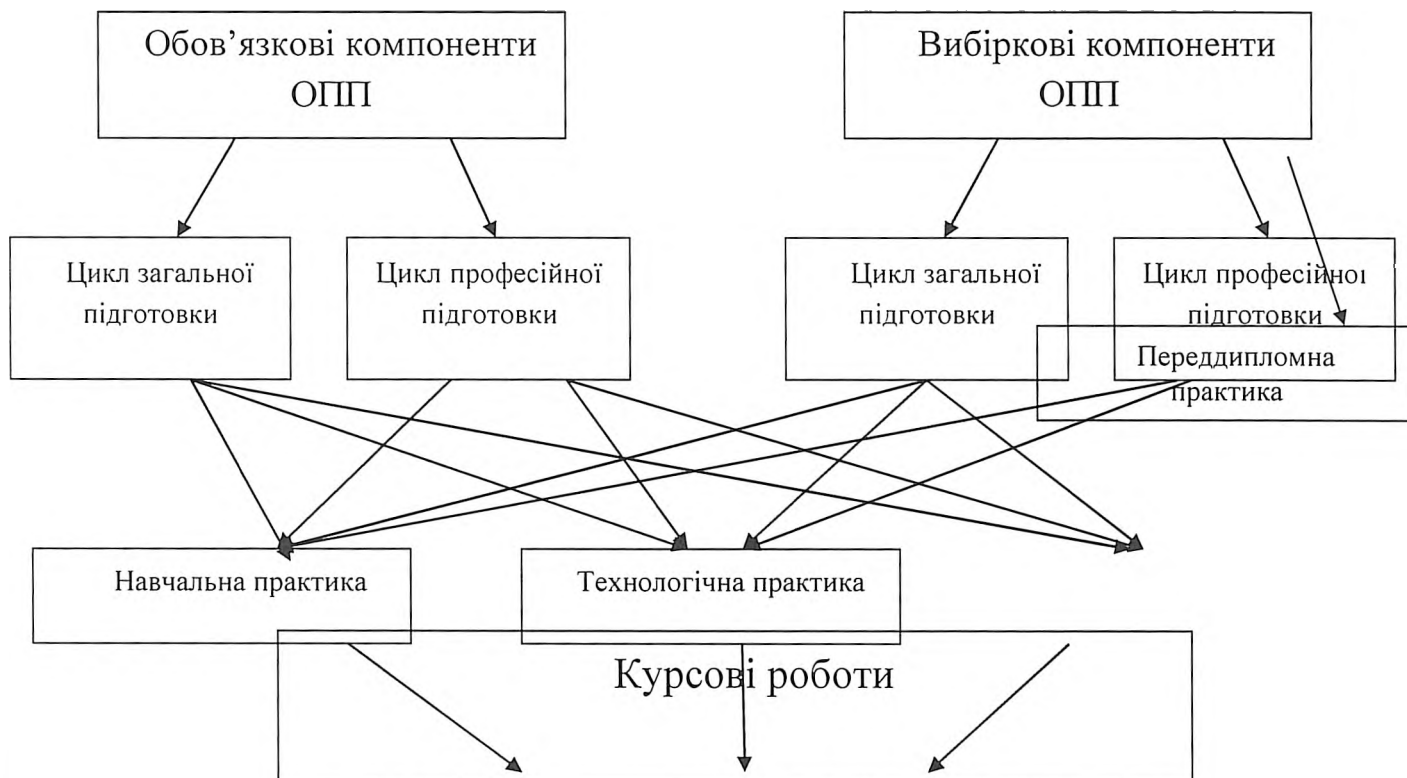 Обов’язкові компоненти
ОПП
Вибіркові компоненти
ОПП
Цикл загальної
підготовки
Цикл професійної
підготовки
Цикл загальної
підготовки
Цикл професійної
підготовки
Переддипломна
практика
Навчальна практика
Технологічна практика
Курсові роботи